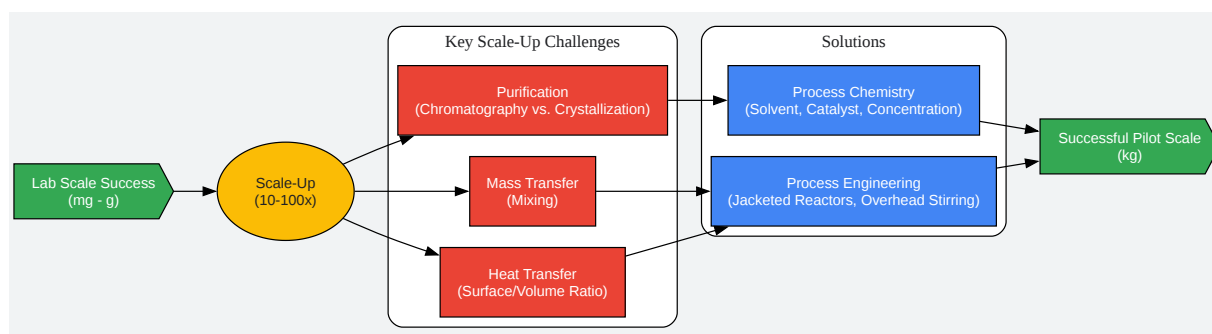 Key Scale-Up Challenges
Solutions
Purification
(Chromatography vs. Crystallization)
Process Chemistry
(Solvent, Catalyst, Concentration)
Successful Pilot Scale
(kg)
Lab Scale Success
(mg - g)
Scale-Up
(10-100x)
Mass Transfer
(Mixing)
Process Engineering
(Jacketed Reactors, Overhead Stirring)
Heat Transfer
(Surface/Volume Ratio)